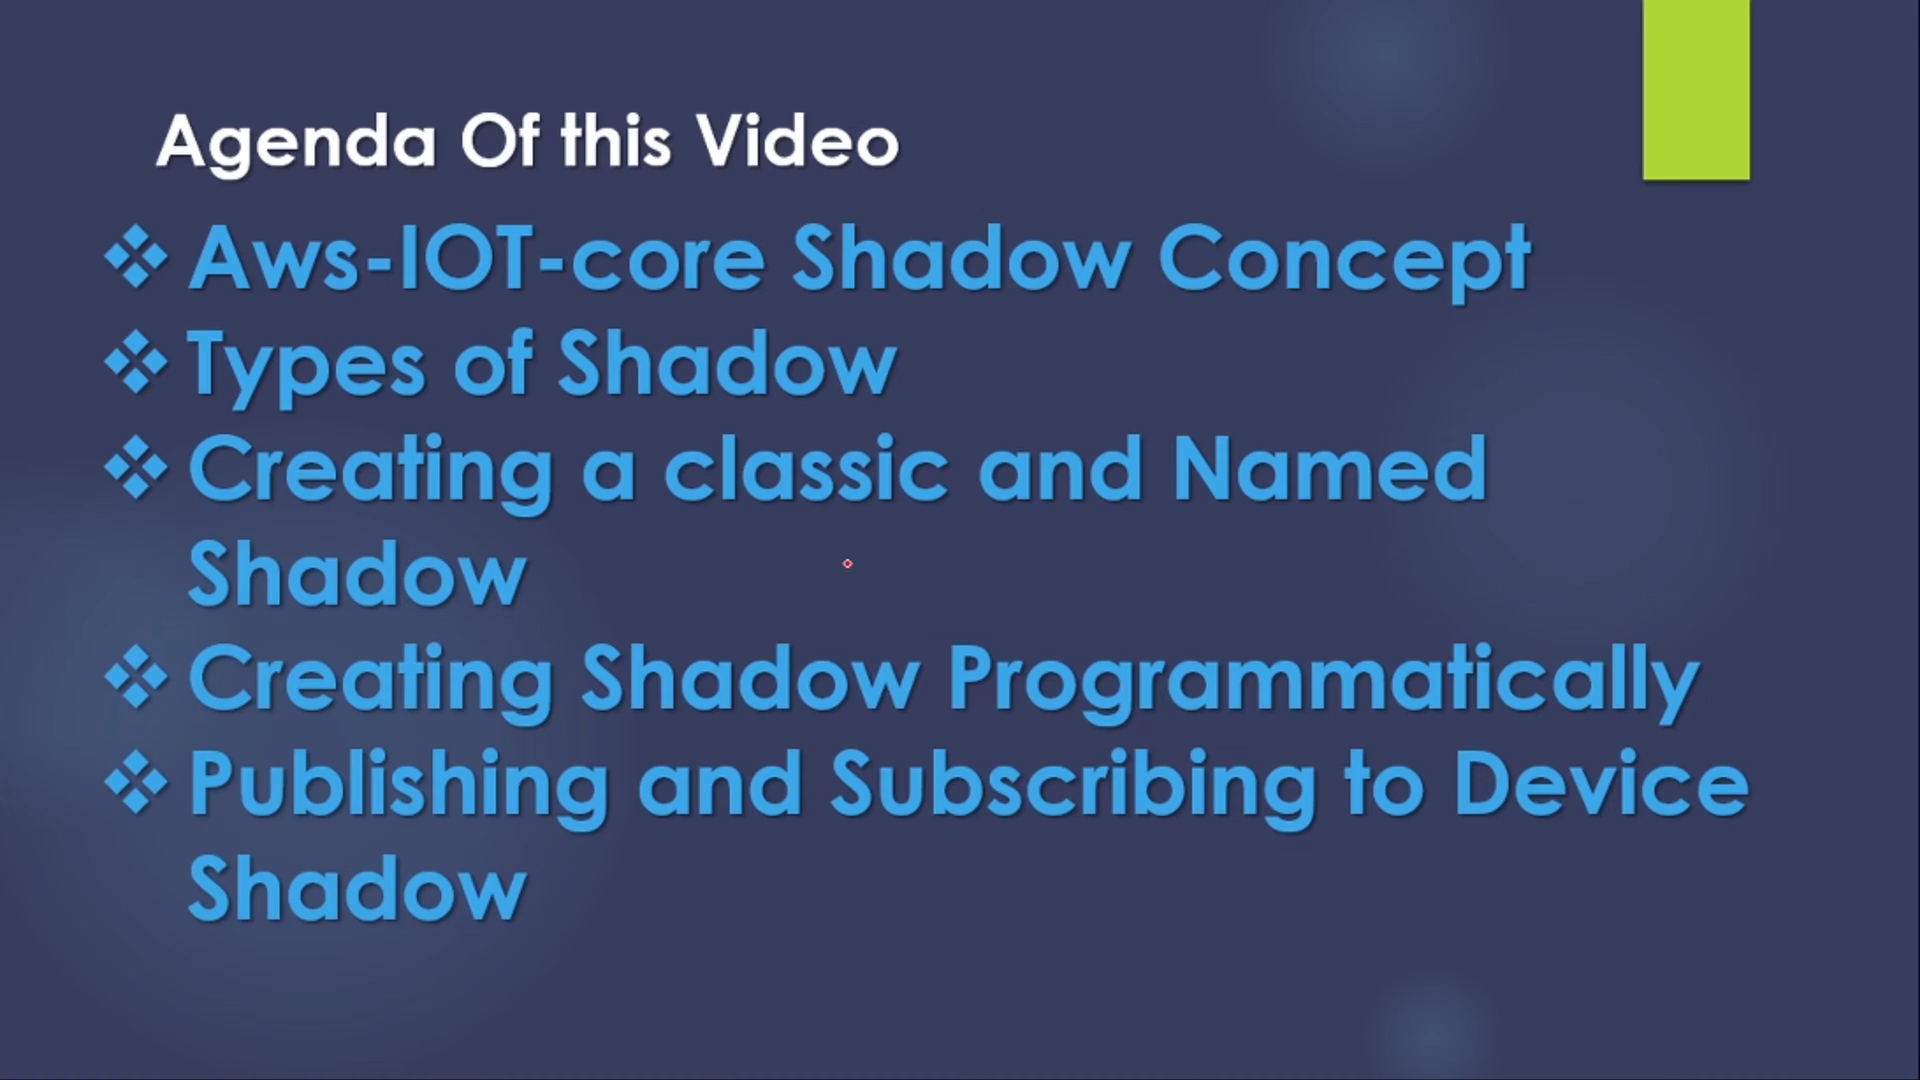 Agenda Of this Video
❖ Aws-IOT-core Shadow Concept
❖ Types of Shadow
❖ Creating a classic and Named
Shadow
❖ Creating Shadow Programmatically
❖ Publishing and Subscribing to Device
Shadow